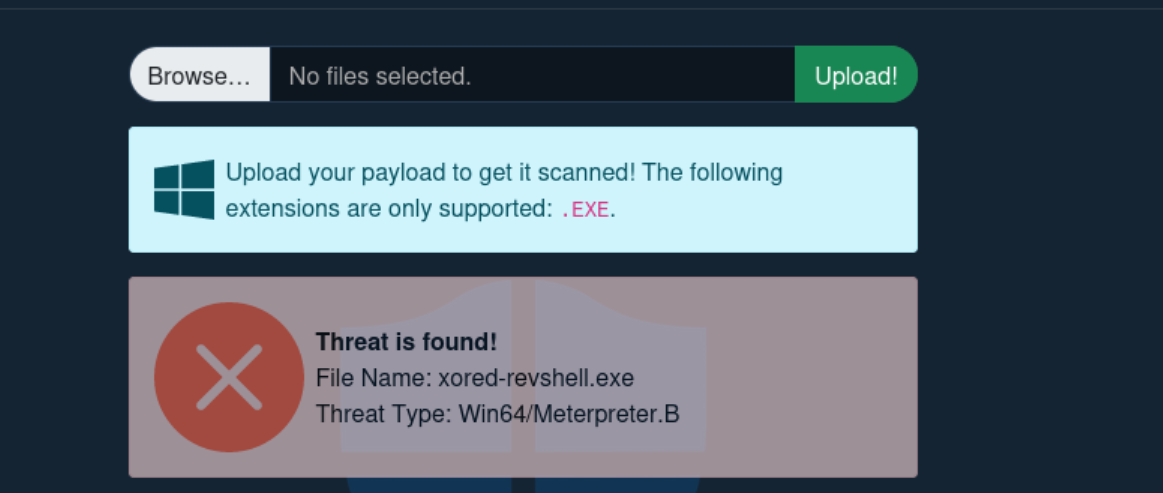 Browse... No files selected. Upload!
Upload your payload to get it scanned! The following
extensions are only supported: .EXE.
Threat is found!
File Name: xored-revshell.exe
Threat Type: Win64/Meterpreter.B